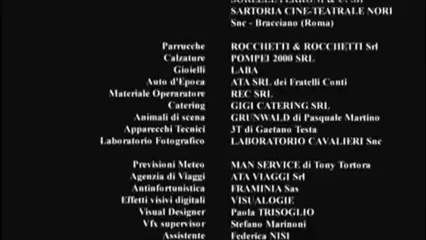 SARTORIA CINE-TEATRALE NORI
Snc - Bracciano (Roma)
Parrucche ROCCHETTI & ROCCHETTI Srl
Calzature POMPEI 2000 SRL
Gioielli LABA
Auto d'Epoca ATA SRL dei Fratelli Conti
Materiale Operaratore REC SRL
Catering GIGI CATERING SRL
Animali di scena GRUNWALD di Pasquale Martino
Apparecchi Tecnici 3T di Gaetano Testa
Laboratorio Fotografico LABORATORIO CAVALIERI Snc
Previsioni Meteo MAN SERVICE di Tony Tortora
Agenzia di Viaggi ATA VIAGGI Srl
Antinfortunistica FRAMINIA Sas
Effetti visivi digitali VISUALOGIE
Visual Designer Paola TRISOGLIO
Vfx supervisor Stefano Marinoni
Assistente Federica NISI